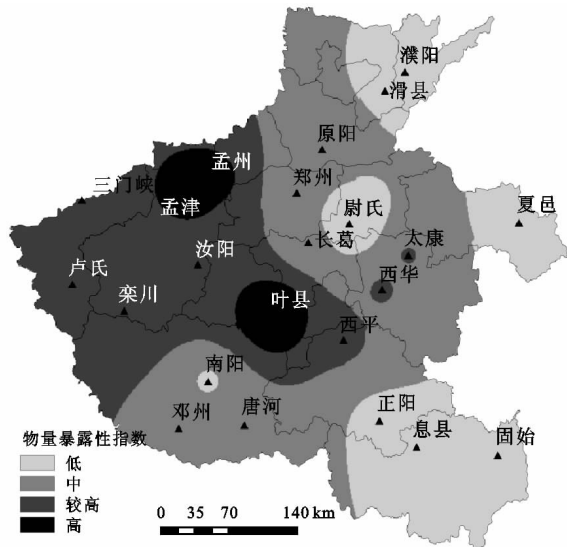 濮阳
滑县
原阳
孟州
三门峡
郑州
孟津
尉氏
夏邑
汝阳
长葛
太康
卢氏
西华
栾川
叶县
西平
南阳
邓州
唐河
正阳
息县
固始
物量暴露性指数
低
中
较高
高
0 35 70 140 km